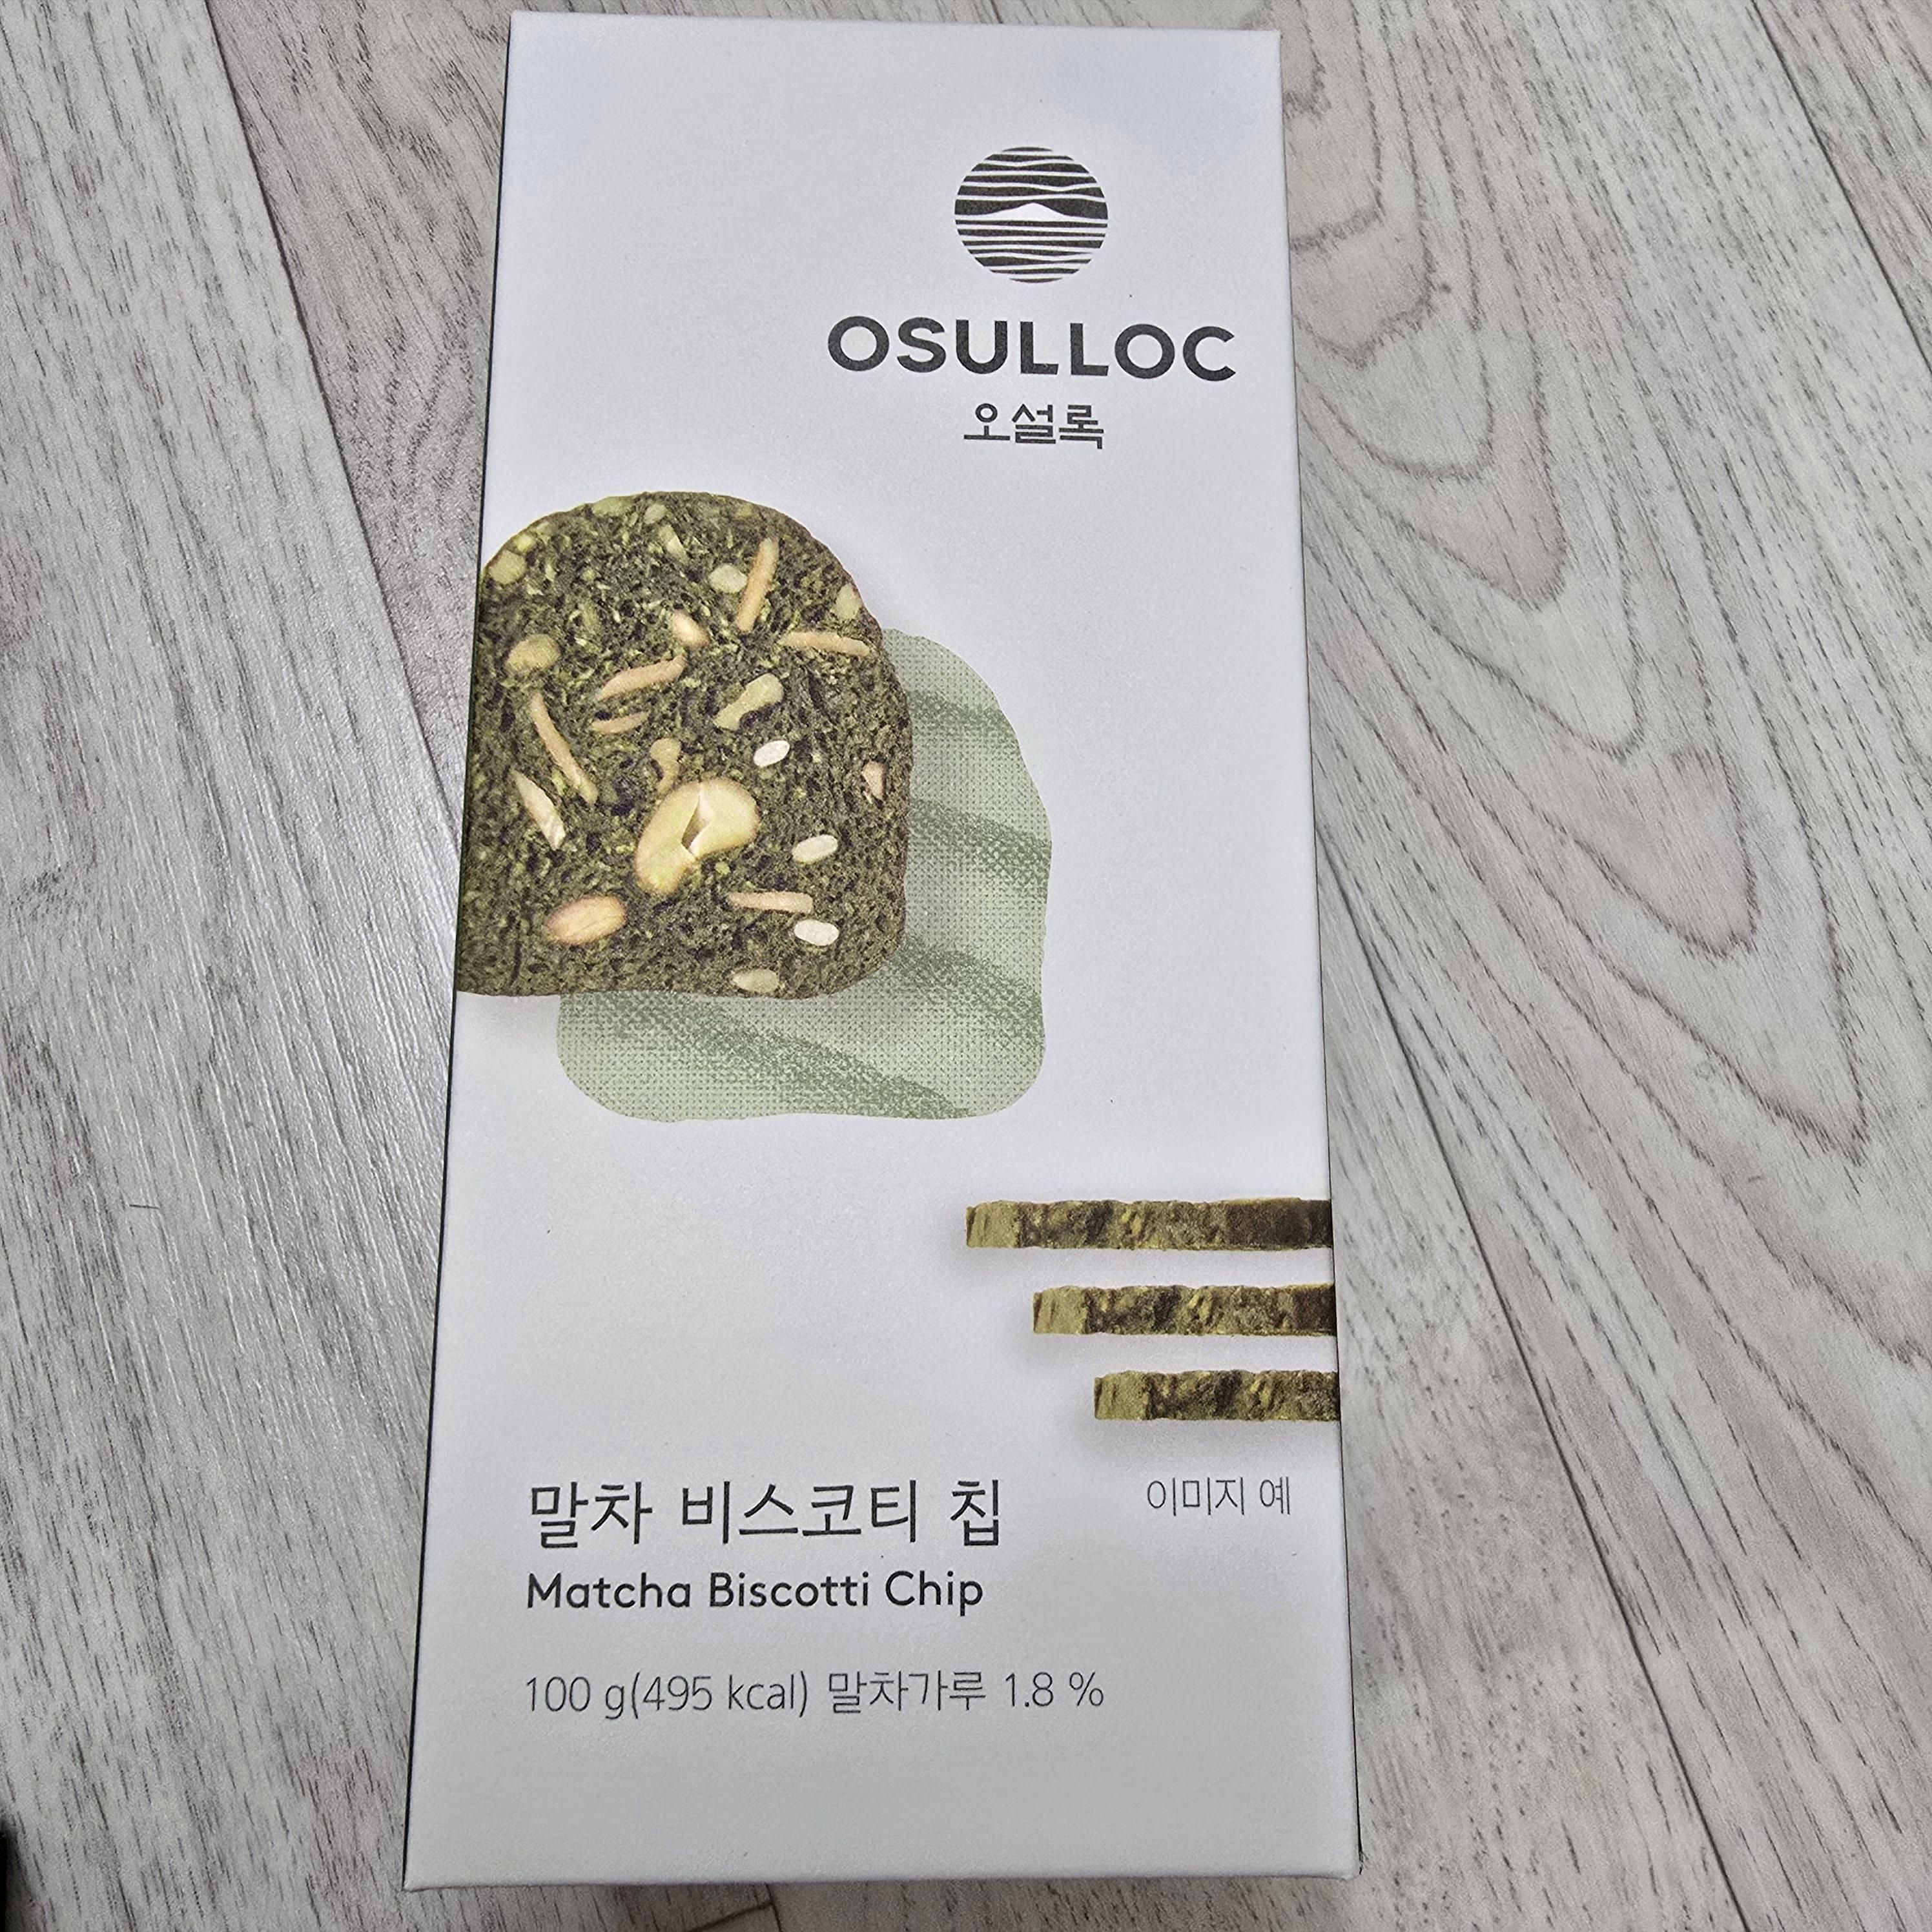 OSULLOC
오설록
말차 비스코티 칩
이미지 예
Matcha Biscotti Chip
100 g(495 kcal) 말차가루 1.8 %